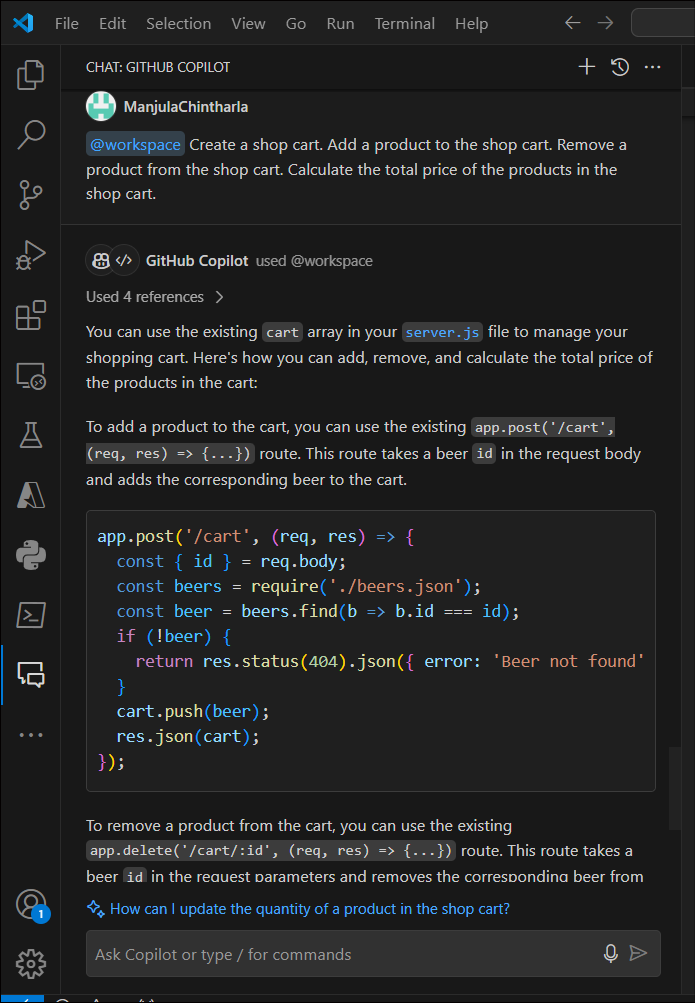 File Edit Selection View Go Run Terminal Help
CHAT: GITHUB COPILOT
ManjulaChintharla
@workspace Create a shop cart. Add a product to the shop cart. Remove a
product from the shop cart. Calculate the total price of the products in the
shop cart.
GitHub Copilot used @workspace
Used 4 references
You can use the existing cart array in your server.js file to manage your
shopping cart. Here's how you can add, remove, and calculate the total price of
the products in the cart:
To add a product to the cart, you can use the existing app.post('/cart',
(req, res) => {...}) route. This route takes a beer id in the request body
and adds the corresponding beer to the cart.
app.post('/cart', (req, res) => {
const { id } = req.body;
const beers = require('./beers.json');
const beer = beers.find(b => b.id === id);
if (!beer) {
return res.status(404).json({ error: 'Beer not found'
}
cart.push(beer);
res.json(cart);
});
To remove a product from the cart, you can use the existing
app.delete('/cart/:id', (req, res) => {...}) route. This route takes a
beer id in the request parameters and removes the corresponding beer from
How can I update the quantity of a product in the shop cart?
1
Ask Copilot or type / for commands